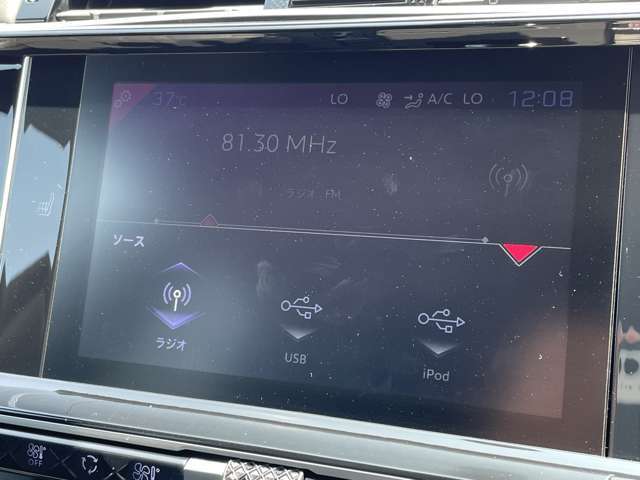 37°C LO A/C LO 12:08
81.30 MHz
ラジオ FM
ソース
ラジオ USB iPod
OFF